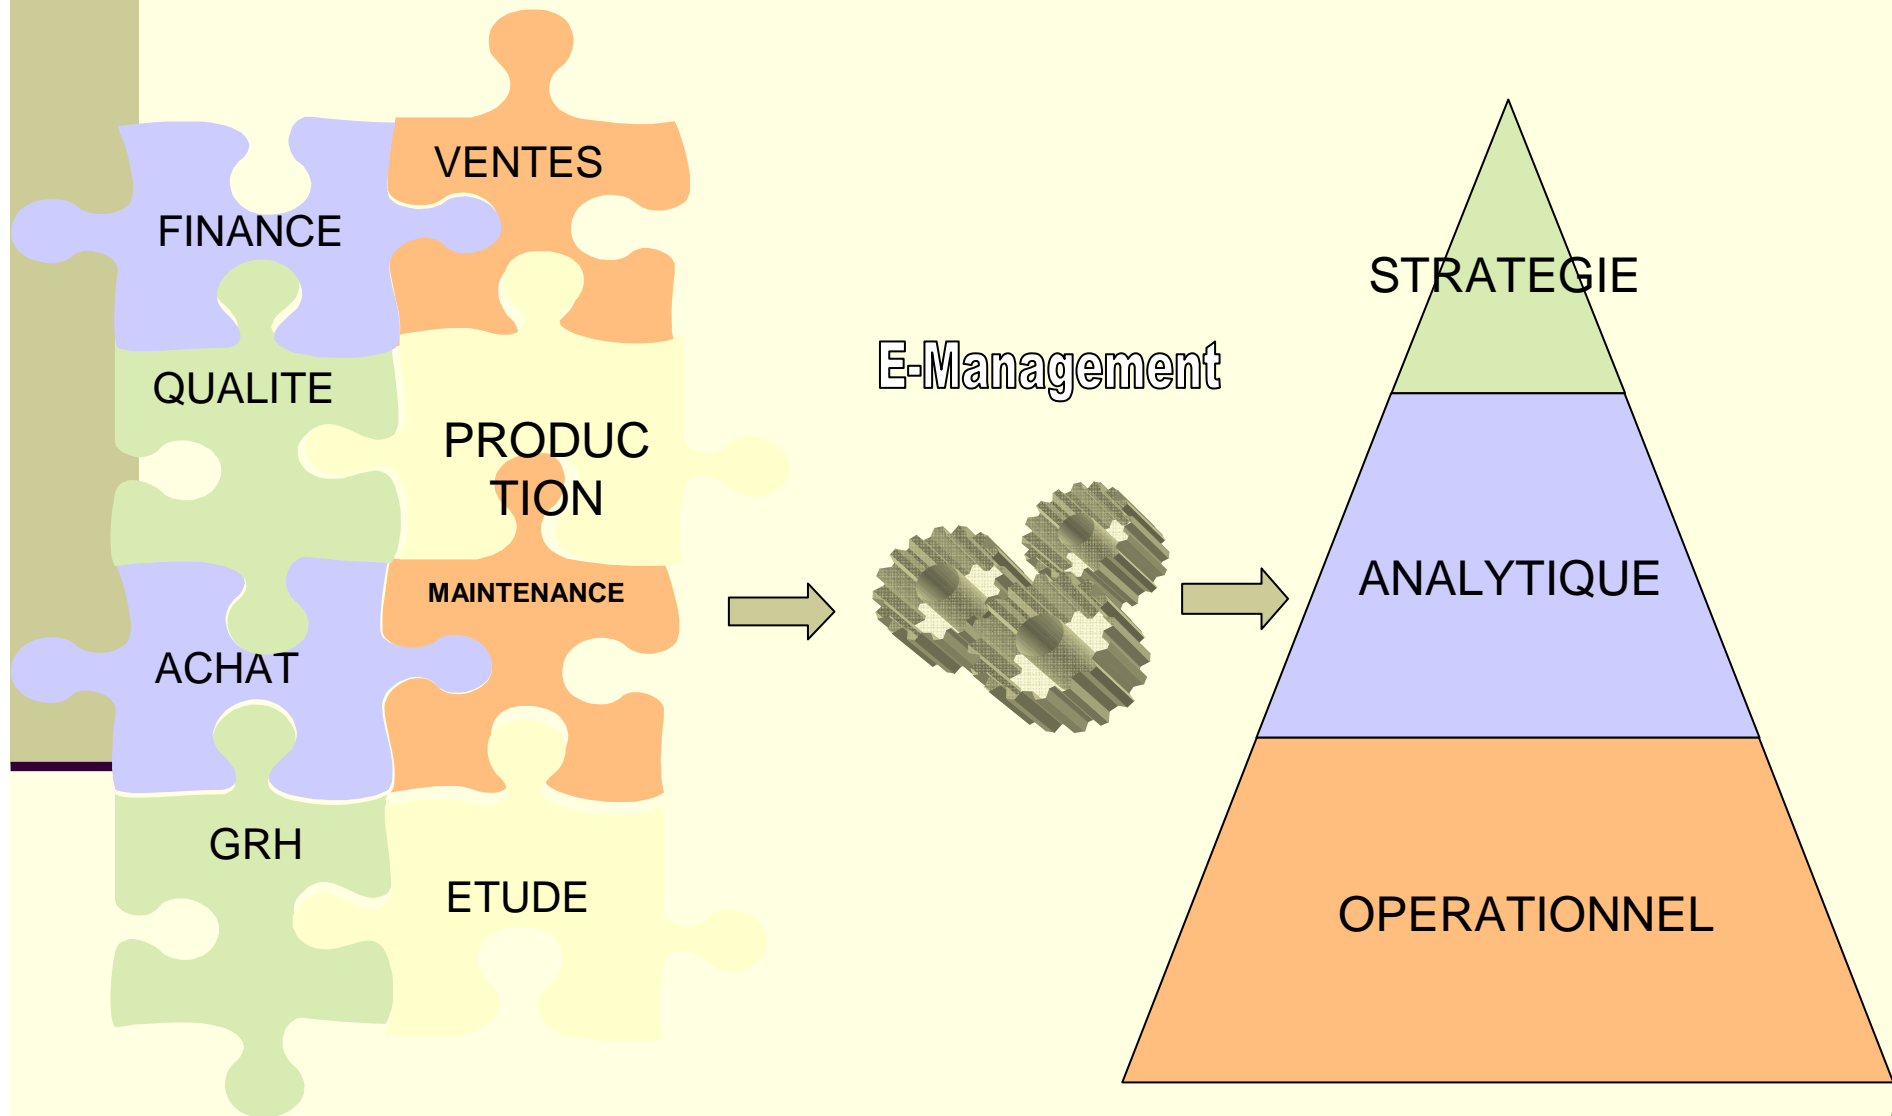 VENTES
FINANCE
QUALITE
PRODUC
TION
MAINTENANCE
ACHAT
GRH
ETUDE
E-Management
STRATEGIE
ANALYTIQUE
OPERATIONNEL